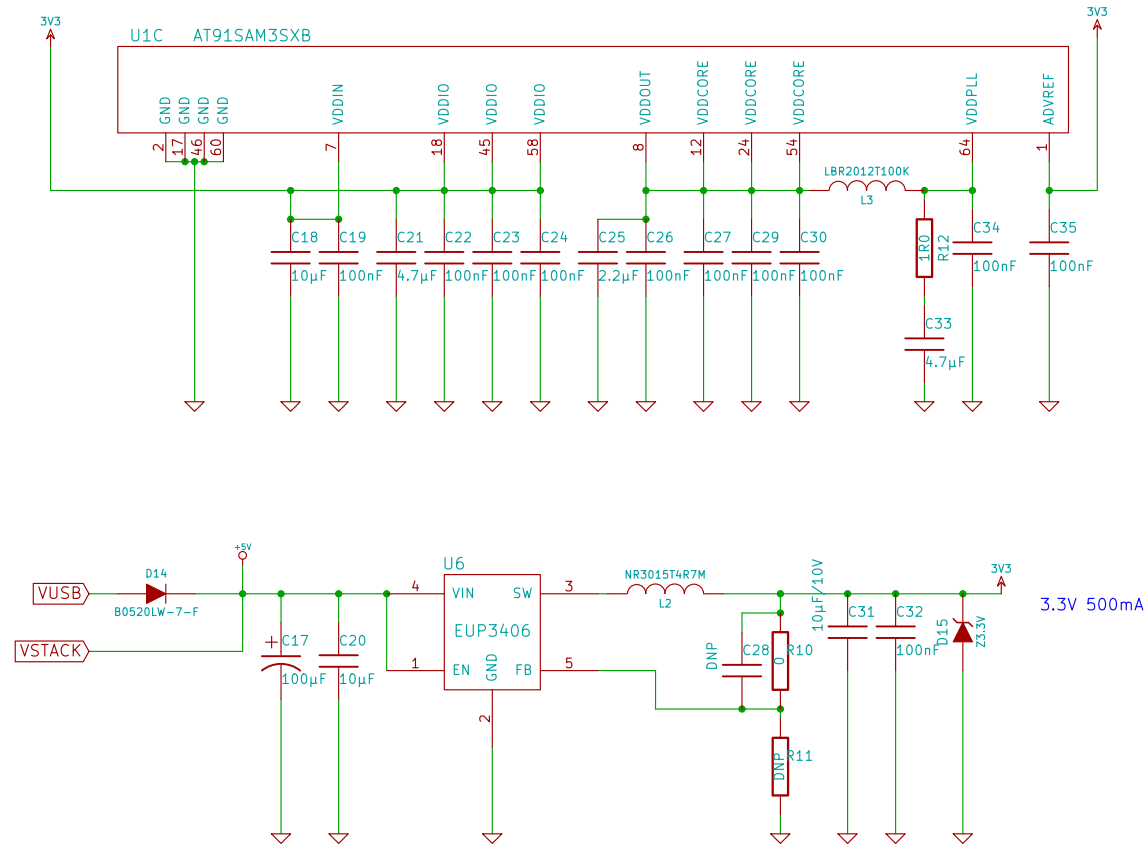 3V3
3V3
U1C AT91SAM3SXB
GND
GND
GND
GND
VDDIN
VDDIO
VDDIO
VDDIO
VDDOUT
VDDCORE
VDDCORE
VDDCORE
VDDPLL
ADVREF
2
17
46
60
7
18
45
58
8
12
24
54
64
1
LBR2012T100K
L3
C18
10µF
C19
100nF
C21
4.7µF
C22
100nF
C23
100nF
C24
100nF
C25
2.2µF
C26
100nF
C27
100nF
C29
100nF
C30
100nF
1R0
R12
C34
100nF
C35
100nF
C33
4.7µF
VUSB
D14
B0520LW-7-F
VSTACK
+5V
C17
100µF
C20
10µF
U6
4
VIN
SW
3
EUP3406
1
EN
GND
FB
5
2
NR3015T4R7M
L2
DNP
C28
0
R10
DNP
R11
10µF/10V
C31
C32
100nF
D15
Z3.3V
3V3
3.3V 500mA